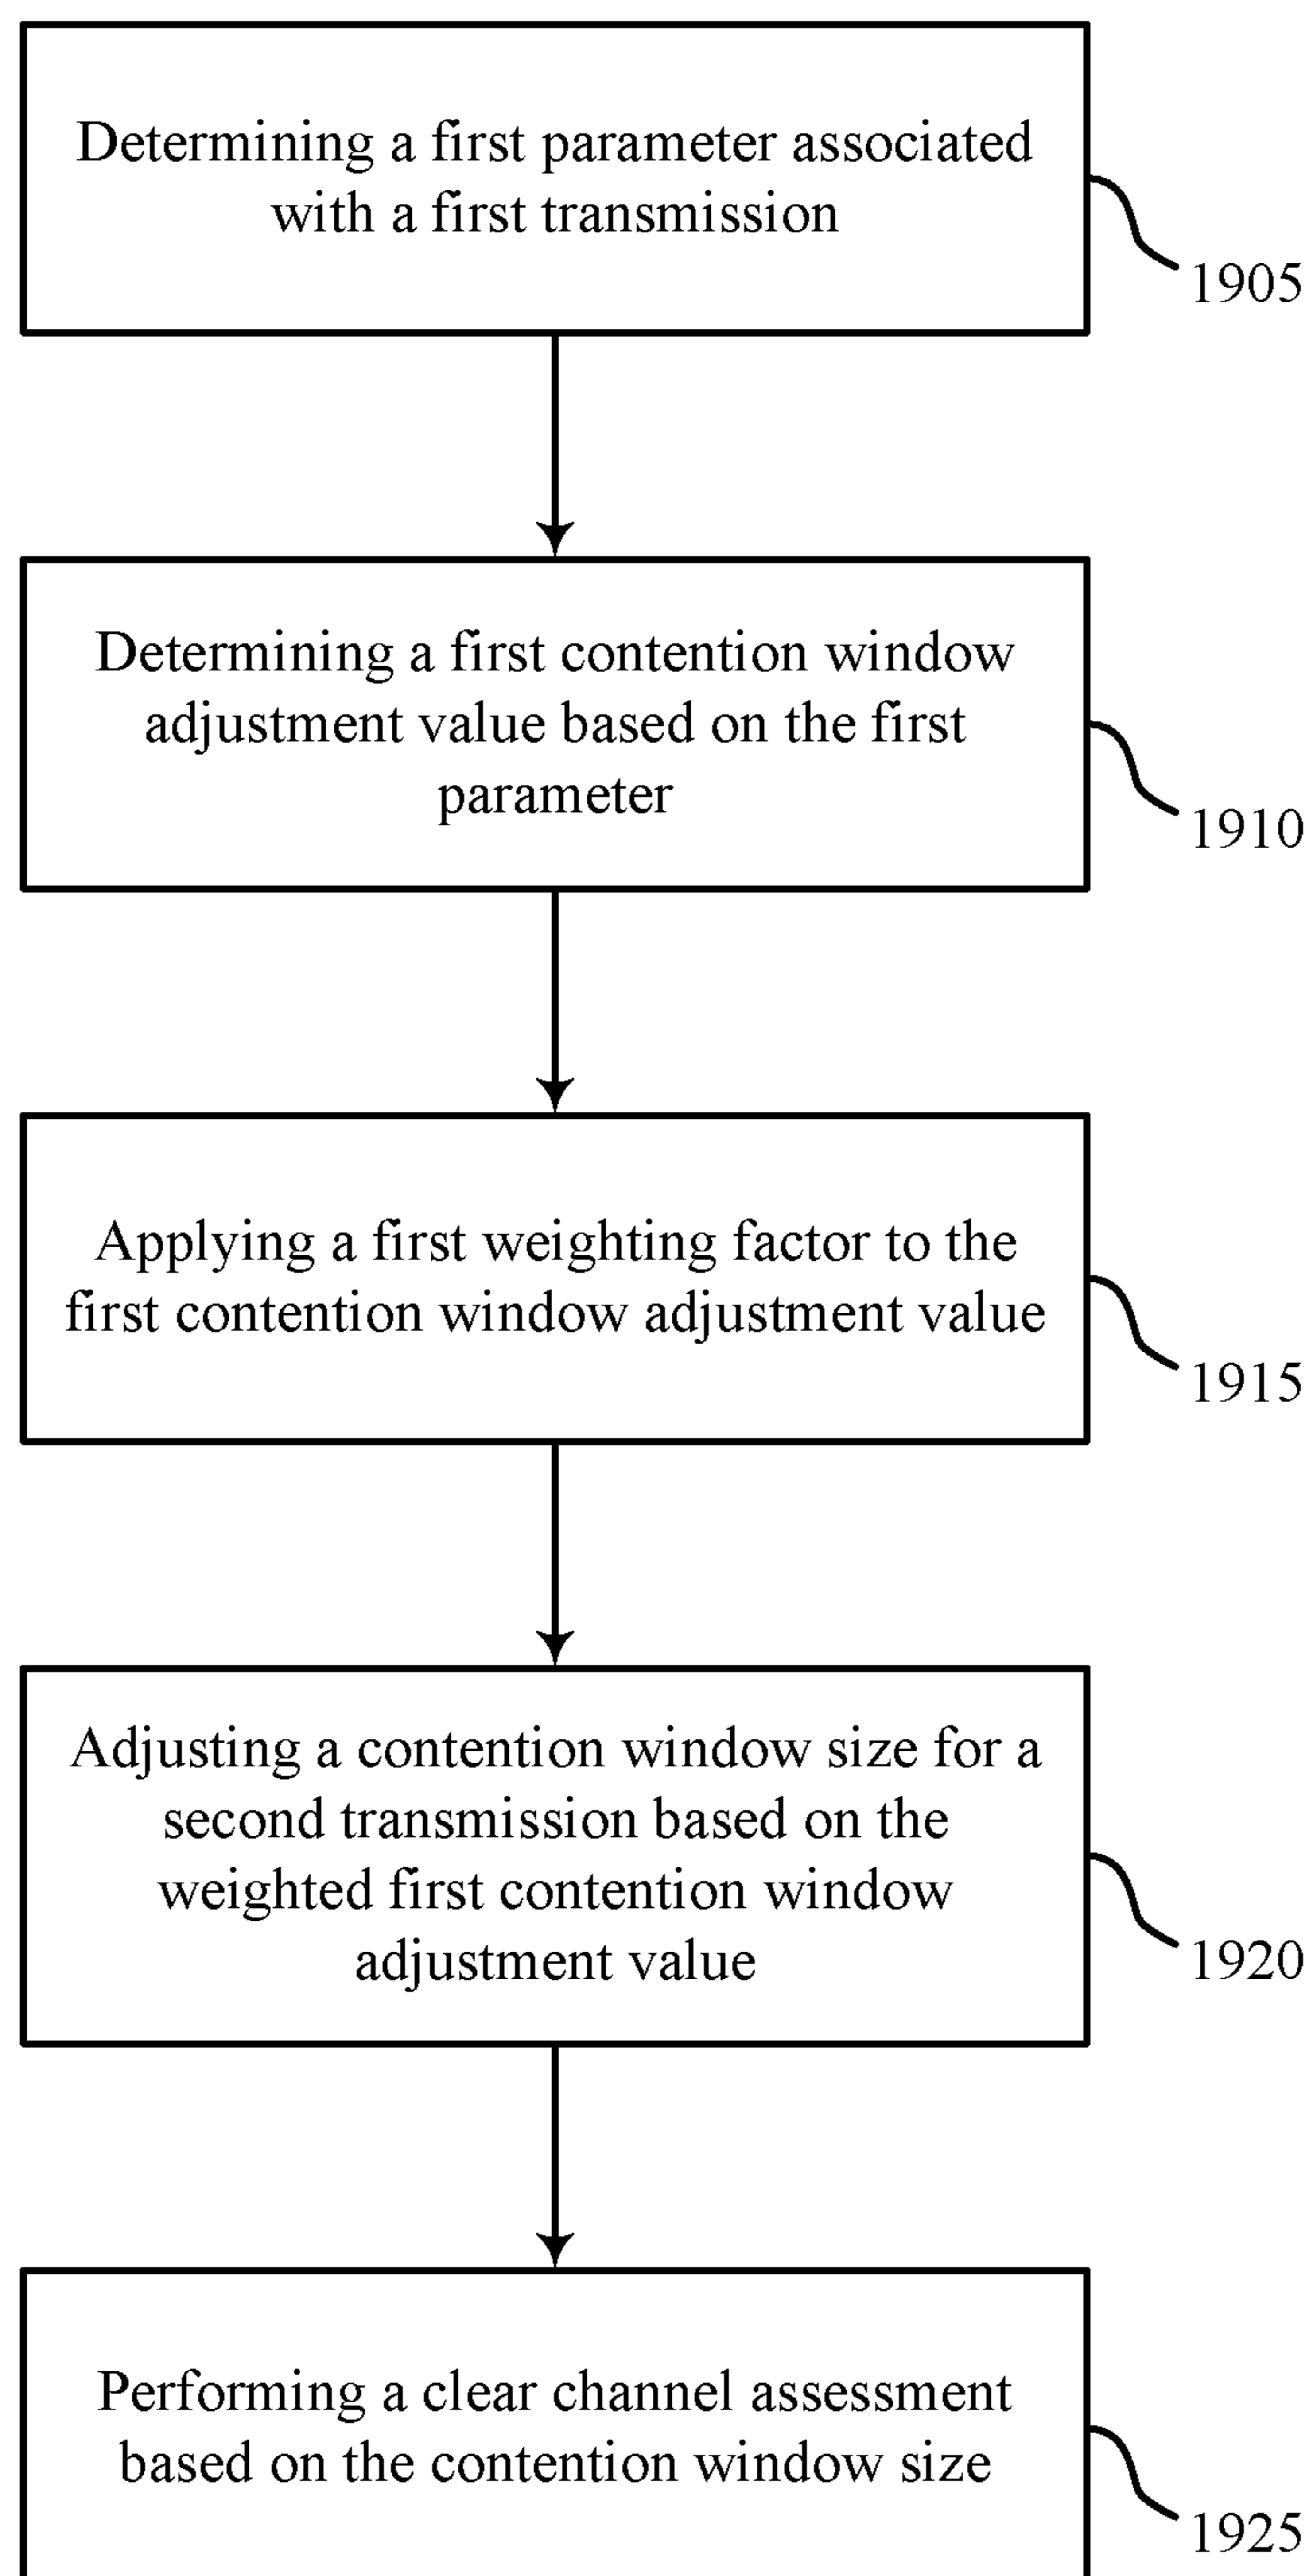 Determining a first parameter associated
with a first transmission
1905
Determining a first contention window
adjustment value based on the first
parameter
1910
Applying a first weighting factor to the
first contention window adjustment value
1915
Adjusting a contention window size for a
second transmission based on the
weighted first contention window
adjustment value
1920
Performing a clear channel assessment
based on the contention window size
1925